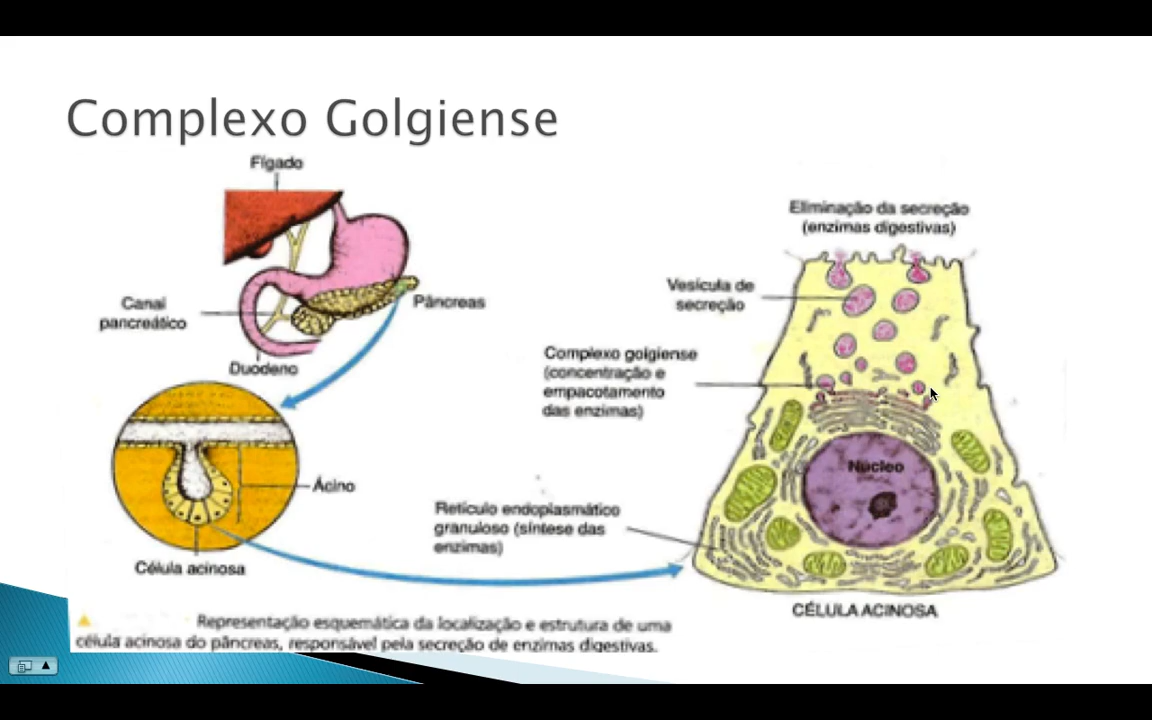 Complexo Golgiense
Fígado
Canal
pancreático
Pâncreas
Duodeno
Ácino
Célula acinosa
Eliminação da secreção
(enzimas digestivas)
Vesícula de
secreção
Complexo golgiense
(concentração e
empacotamento
das enzimas)
Núcleo
Retículo endoplasmático
granuloso (síntese das
enzimas)
CÉLULA ACINOSA
Representação esquemática da localização e estrutura de uma
célula acinosa do pâncreas, responsável pela secreção de enzimas digestivas.